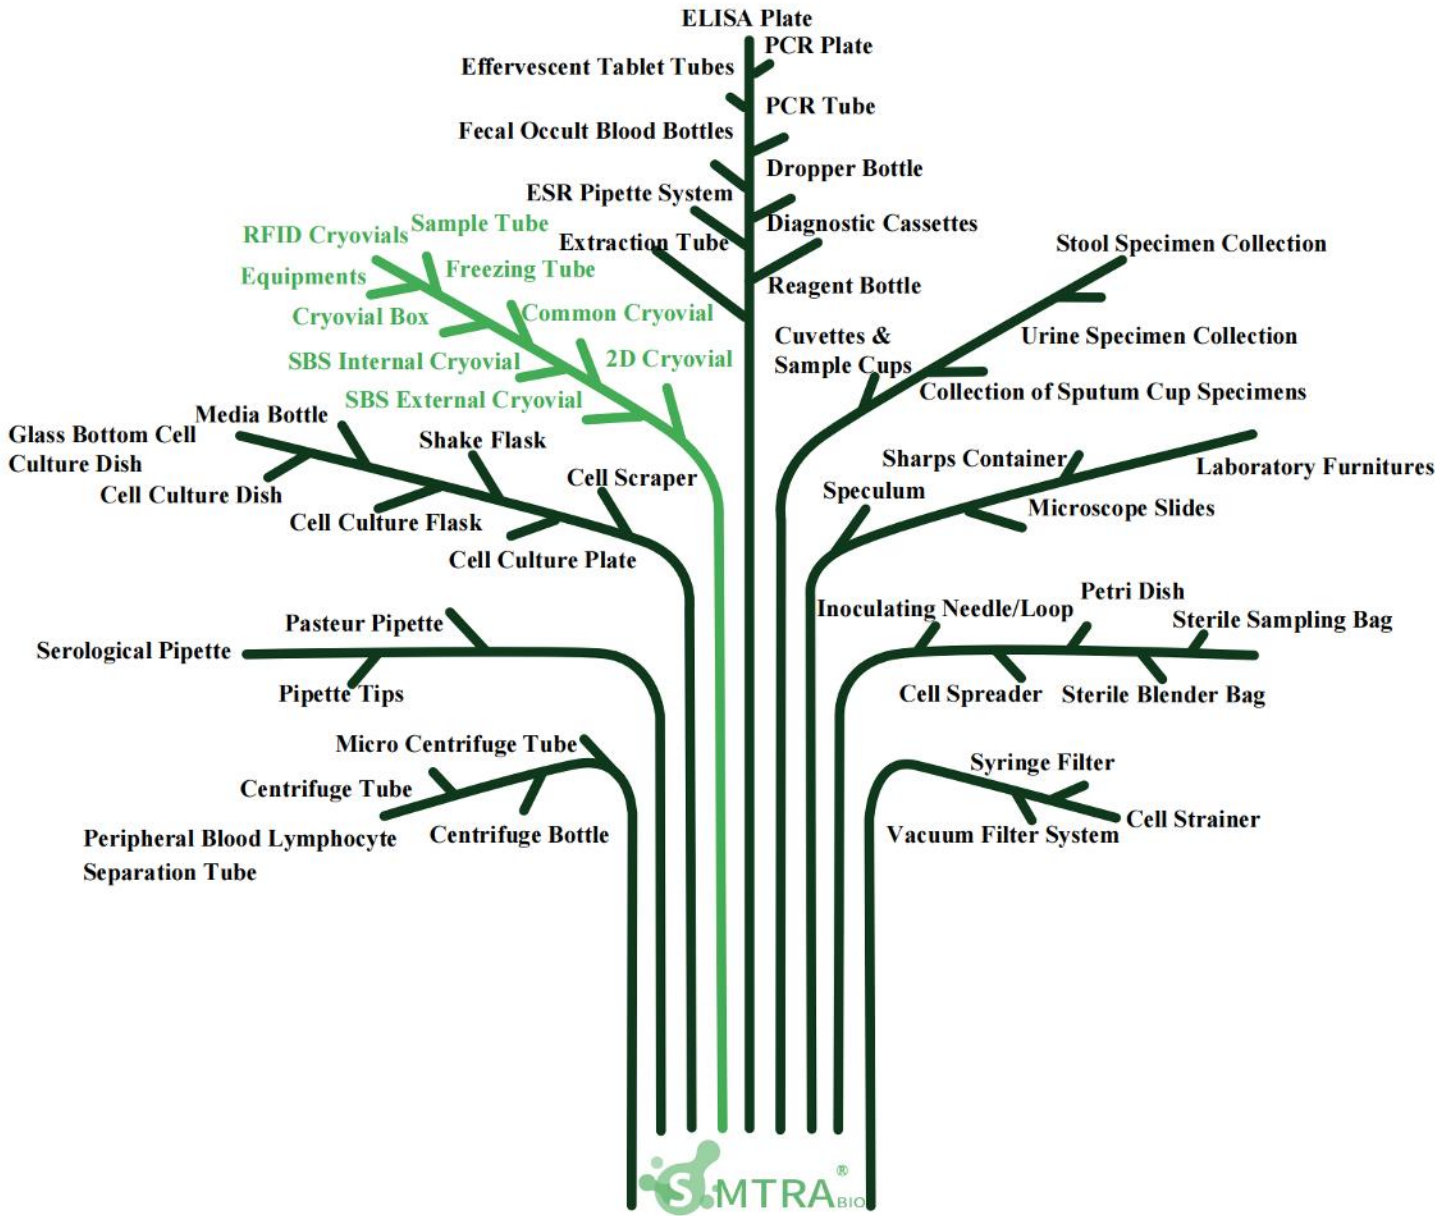 ELISA Plate
PCR Plate
Effervescent Tablet Tubes
PCR Tube
Fecal Occult Blood Bottles
Dropper Bottle
ESR Pipette System
Diagnostic Cassettes
Extraction Tube
Reagent Bottle
RFID Cryovials
Sample Tube
Equipments
Freezing Tube
Cryovial Box
Common Cryovial
SBS Internal Cryovial
2D Cryovial
SBS External Cryovial
Stool Specimen Collection
Urine Specimen Collection
Cuvettes &
Sample Cups
Collection of Sputum Cup Specimens
Media Bottle
Glass Bottom Cell
Culture Dish
Shake Flask
Cell Culture Dish
Cell Scraper
Cell Culture Flask
Cell Culture Plate
Sharps Container
Laboratory Furnitures
Speculum
Microscope Slides
Pasteur Pipette
Serological Pipette
Pipette Tips
Inoculating Needle/Loop
Petri Dish
Sterile Sampling Bag
Cell Spreader
Sterile Blender Bag
Micro Centrifuge Tube
Centrifuge Tube
Peripheral Blood Lymphocyte
Separation Tube
Centrifuge Bottle
Syringe Filter
Cell Strainer
Vacuum Filter System
SMTRA® BIO